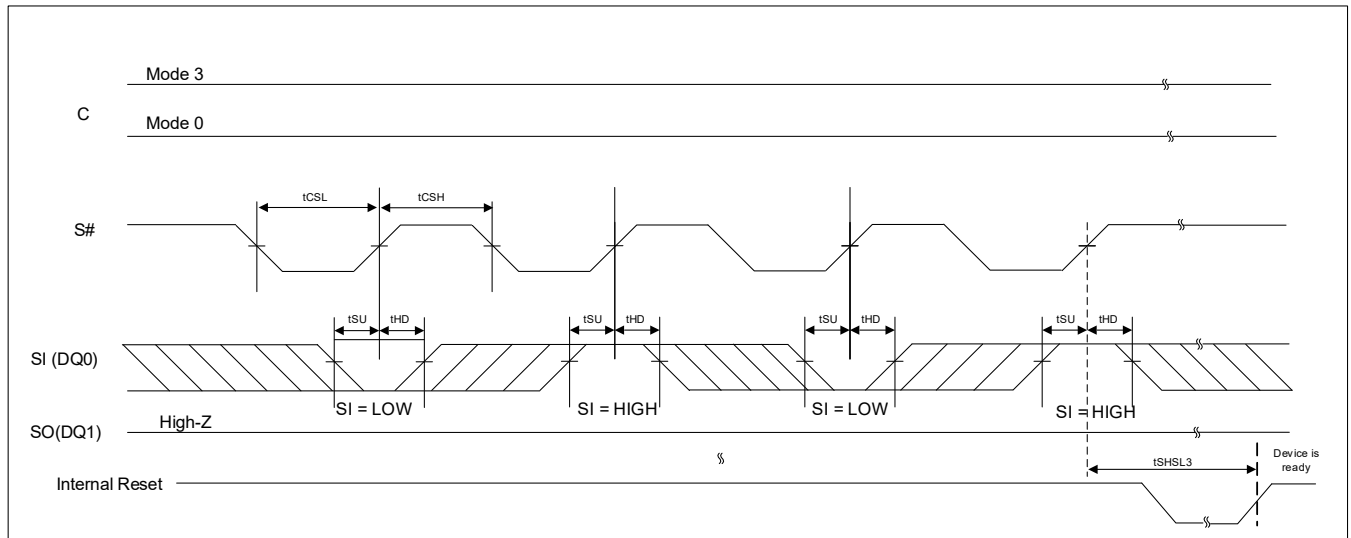 Mode 3
C
Mode 0
tCSL
tCSH
S#
tSU
tHD
tSU
tHD
tSU
tHD
tSU
tHD
SI (DQ0)
SI = LOW
SI = HIGH
SI = LOW
SI = HIGH
High-Z
SO(DQ1)
tSHSL3
Device is
ready
Internal Reset